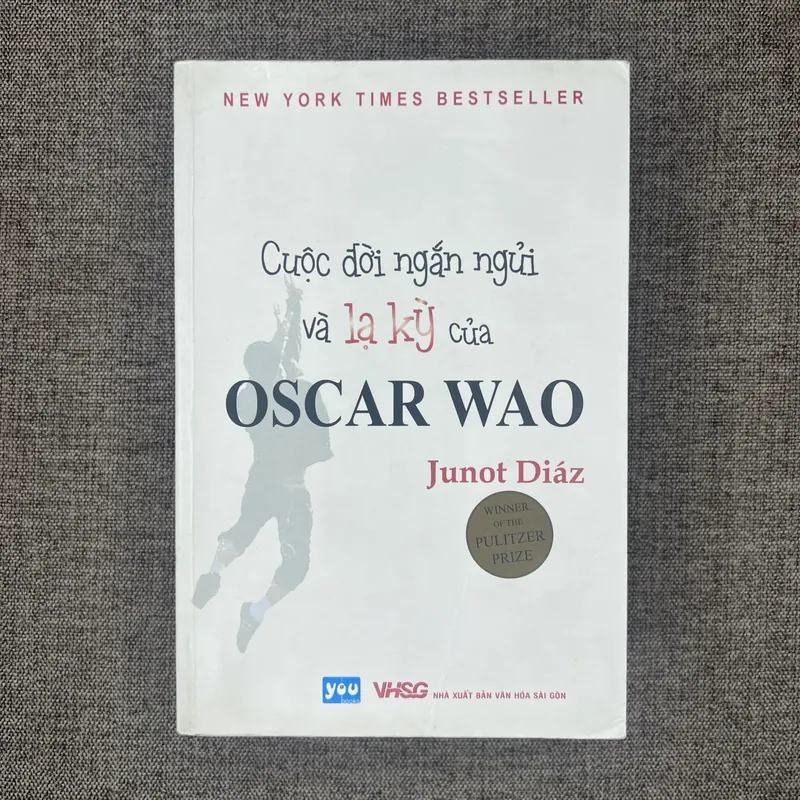 NEW YORK TIMES BESTSELLER
Cuộc đời ngắn ngủi
và lạ kỳ của
OSCAR WAO
Junot Diáz
WINNER
OF THE
PULITZER
PRIZE
you
books
VHSG NHÀ XUẤT BẢN VĂN HÓA SÀI GÒN